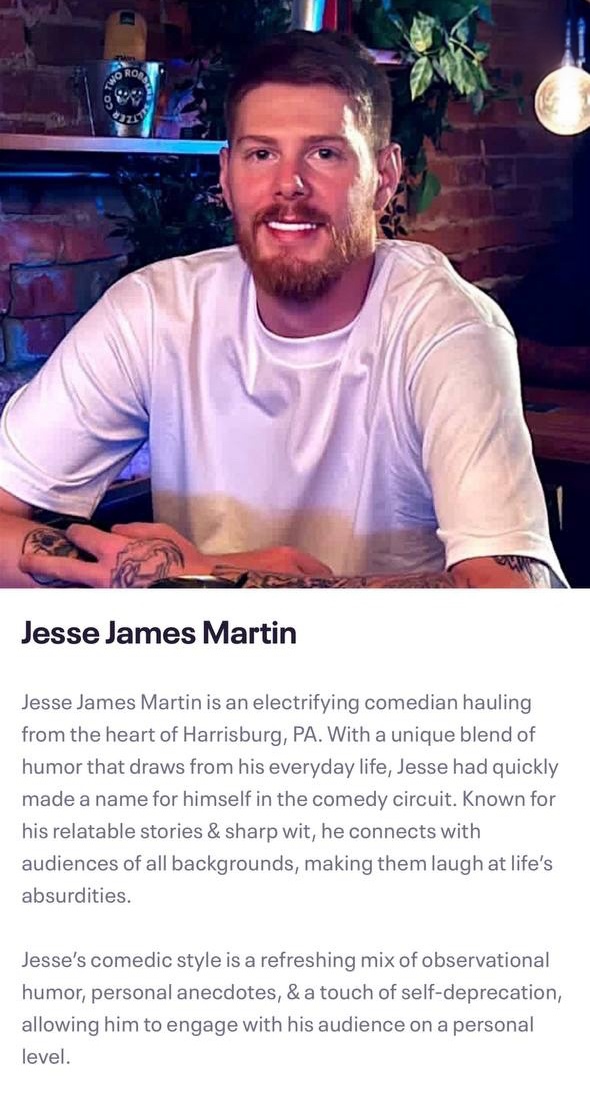 TWO ROBBERS
SELTZER CO
Jesse James Martin
Jesse James Martin is an electrifying comedian hauling
from the heart of Harrisburg, PA. With a unique blend of
humor that draws from his everyday life, Jesse had quickly
made a name for himself in the comedy circuit. Known for
his relatable stories & sharp wit, he connects with
audiences of all backgrounds, making them laugh at life's
absurdities.
Jesse's comedic style is a refreshing mix of observational
humor, personal anecdotes, & a touch of self-deprecation,
allowing him to engage with his audience on a personal
level.